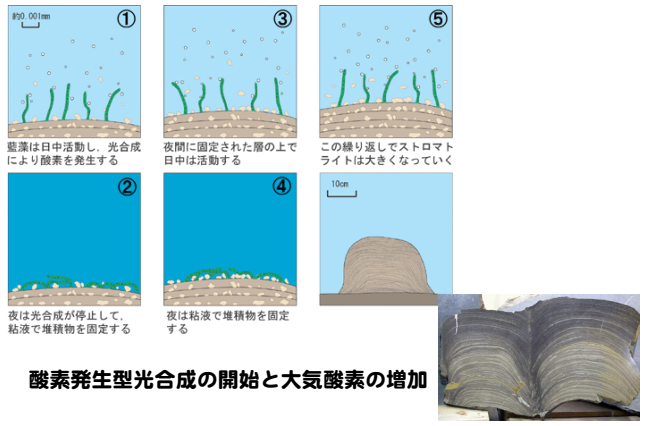 約0.001mm
①
藍藻は日中活動し，光合成
により酸素を発生する
②
夜は光合成が停止して，
粘液で堆積物を固定する
③
夜間に固定された層の上で
日中は活動する
④
夜は粘液で堆積物を固定
する
⑤
この繰り返しでストロマト
ライトは大きくなっていく
10cm
酸素発生型光合成の開始と大気酸素の増加